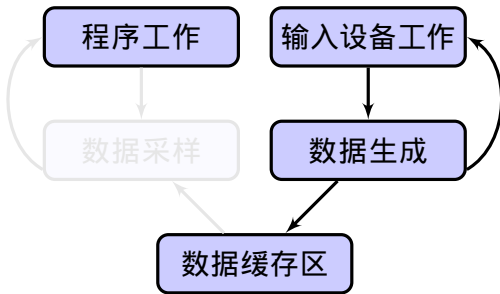 程序工作
输入设备工作
数据采样
数据生成
数据缓存区